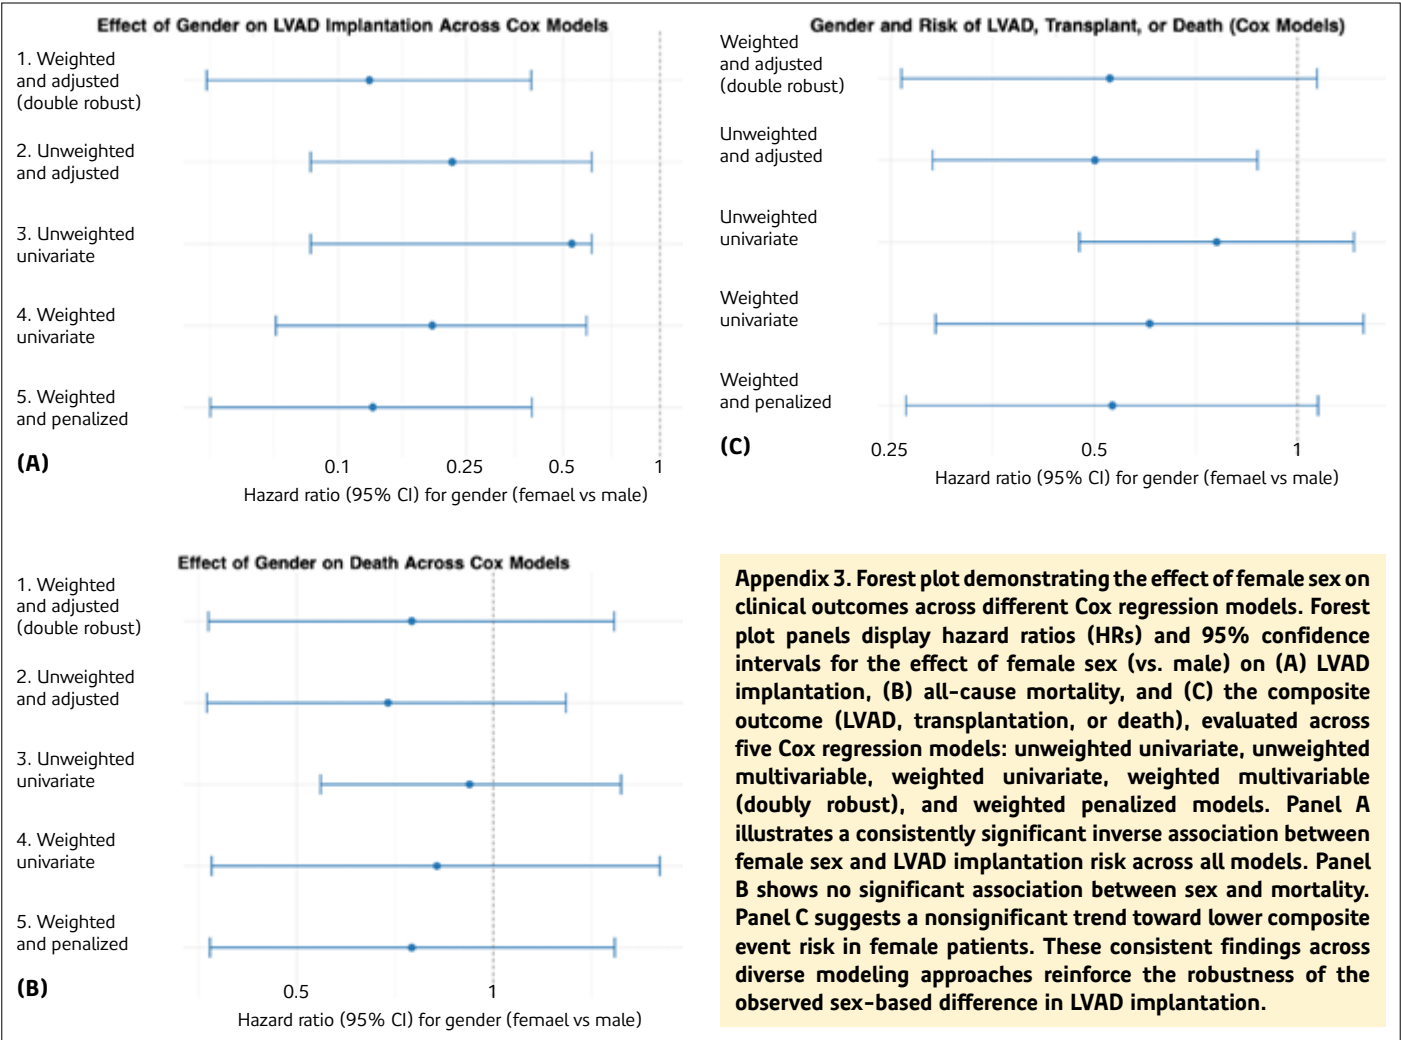 Effect of Gender on LVAD Implantation Across Cox Models
1. Weighted
and adjusted
(double robust)
2. Unweighted
and adjusted
3. Unweighted
univariate
4. Weighted
univariate
5. Weighted
and penalized
(A)
0.1 0.25 0.5 1
Hazard ratio (95% CI) for gender (femael vs male)
Gender and Risk of LVAD, Transplant, or Death (Cox Models)
Weighted
and adjusted
(double robust)
Unweighted
and adjusted
Unweighted
univariate
Weighted
univariate
Weighted
and penalized
(C)
0.25 0.5 1
Hazard ratio (95% CI) for gender (femael vs male)
Effect of Gender on Death Across Cox Models
1. Weighted
and adjusted
(double robust)
2. Unweighted
and adjusted
3. Unweighted
univariate
4. Weighted
univariate
5. Weighted
and penalized
(B)
0.5 1
Hazard ratio (95% CI) for gender (femael vs male)
Appendix 3. Forest plot demonstrating the effect of female sex on
clinical outcomes across different Cox regression models. Forest
plot panels display hazard ratios (HRs) and 95% confidence
intervals for the effect of female sex (vs. male) on (A) LVAD
implantation, (B) all-cause mortality, and (C) the composite
outcome (LVAD, transplantation, or death), evaluated across
five Cox regression models: unweighted univariate, unweighted
multivariable, weighted univariate, weighted multivariable
(doubly robust), and weighted penalized models. Panel A
illustrates a consistently significant inverse association between
female sex and LVAD implantation risk across all models. Panel
B shows no significant association between sex and mortality.
Panel C suggests a nonsignificant trend toward lower composite
event risk in female patients. These consistent findings across
diverse modeling approaches reinforce the robustness of the
observed sex-based difference in LVAD implantation.